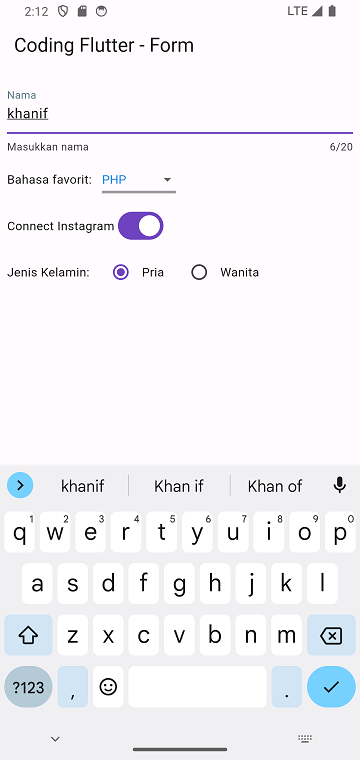 2:12 LTE
Coding Flutter - Form
Nama
khanif
Masukkan nama 6/20
Bahasa favorit: PHP
Connect Instagram
Jenis Kelamin: Pria Wanita
khanif Khan if Khan of
q1 w2 e3 r4 t5 y6 u7 i8 o9 p0
a s d f g h j k l
z x c v b n m
?123 , .